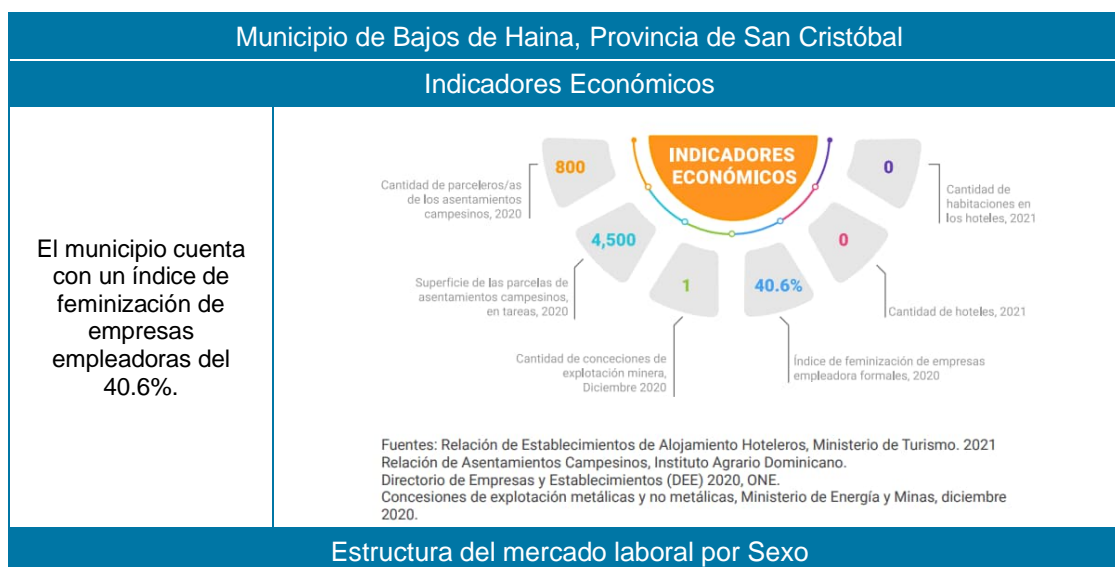 Municipio de Bajos de Haina, Provincia de San Cristóbal
Indicadores Económicos
El municipio cuenta
con un índice de
feminización de
empresas
empleadoras del
40.6%.
INDICADORES
ECONÓMICOS
800
Cantidad de parceleros/as
de los asentamientos
campesinos, 2020
4,500
Superficie de las parcelas de
asentamientos campesinos,
en tareas, 2020
1
Cantidad de conceciones de
explotación minera,
Diciembre 2020
40.6%
Índice de feminización de empresas
empleadora formales, 2020
0
Cantidad de hoteles, 2021
0
Cantidad de
habitaciones en
los hoteles, 2021
Fuentes: Relación de Establecimientos de Alojamiento Hoteleros, Ministerio de Turismo. 2021
Relación de Asentamientos Campesinos, Instituto Agrario Dominicano.
Directorio de Empresas y Establecimientos (DEE) 2020, ONE.
Concesiones de explotación metálicas y no metálicas, Ministerio de Energía y Minas, diciembre
2020.
Estructura del mercado laboral por Sexo